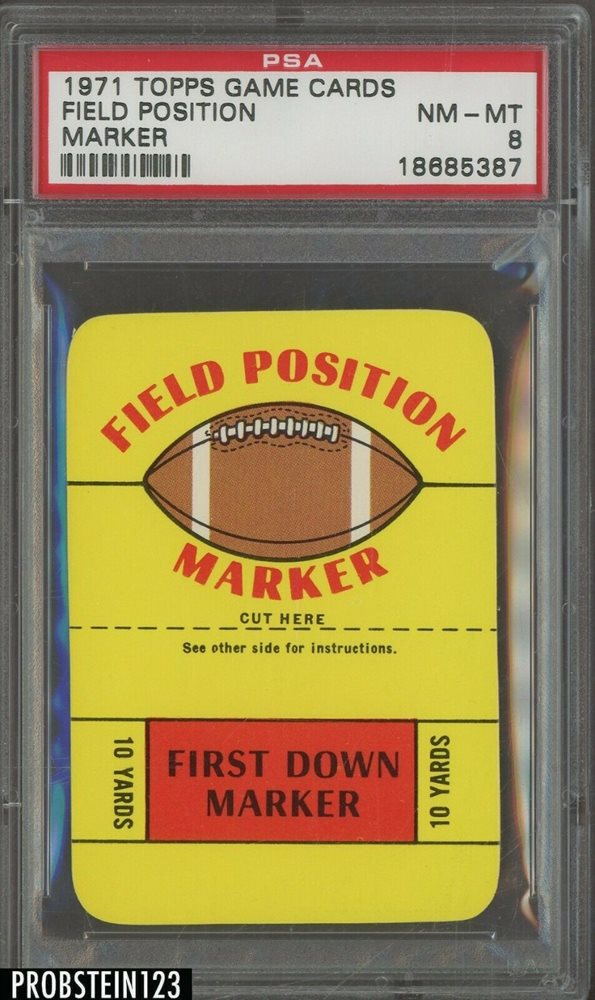 PSA
1971 TOPPS GAME CARDS
FIELD POSITION NM - MT
MARKER 8
18685387
FIELD POSITION
MARKER
CUT HERE
See other side for instructions.
10 YARDS
FIRST DOWN
MARKER
10 YARDS
PROBSTEIN123